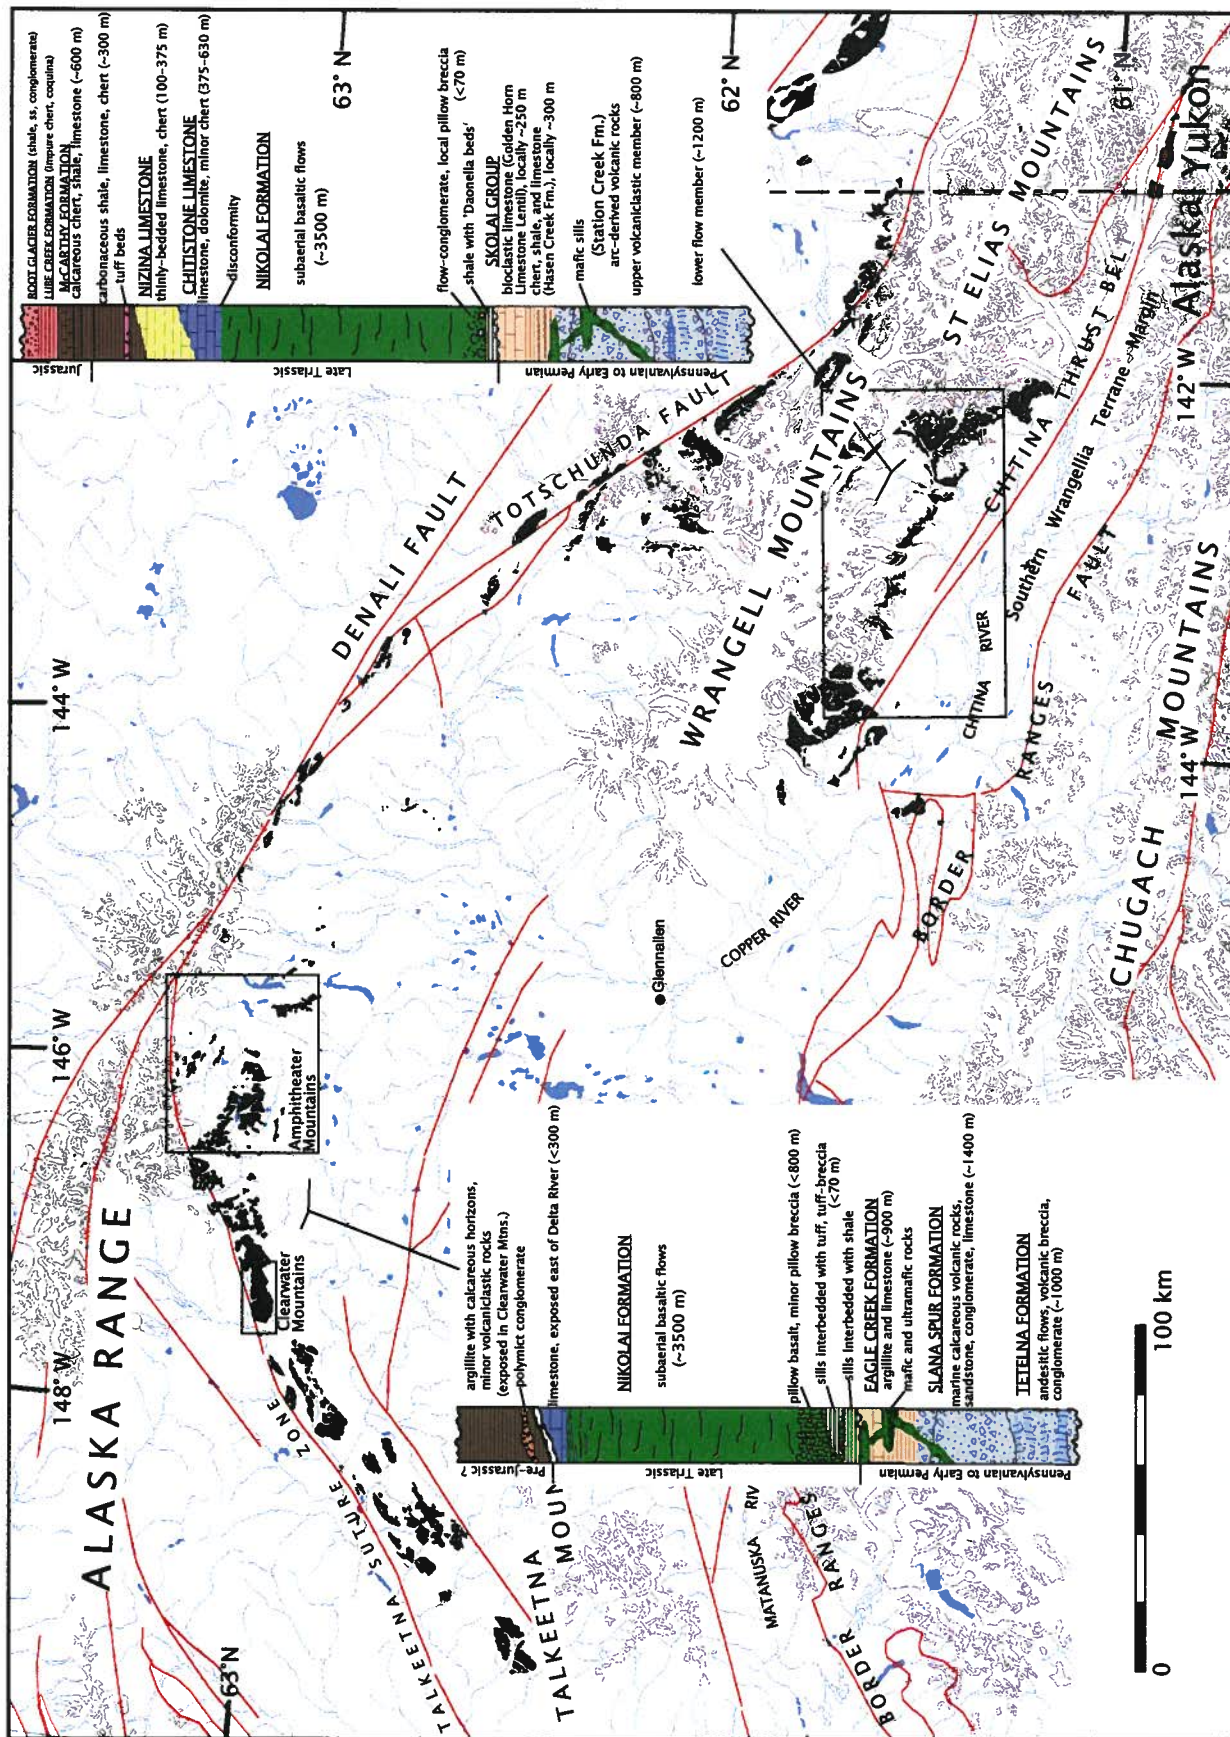 ALASKA RANGE
148° W
146° W
144° W
63°N
63° N
62° N
61° N
142° W
144° W
Alaska
Yukon
DENALI FAULT
TOTSCHUNDA FAULT
WRANGELL MOUNTAINS
ST ELIAS MOUNTAINS
CHITINA THRUST BEL
Southern Wrangellia Terrane Margin
CHTINA RIVER
BORDER RANGES FAULT
CHUGACH MOUNTAINS
COPPER RIVER
Glennallen
Amphitheater
Mountains
Clearwater
Mountains
TALKEETNA SUTURE ZONE
TALKEETNA
MOUN
MATANUSKA RIV
BORDER RANGES
0
100 km
ROOT GLACIER FORMATION (shale, ss, conglomerate)
LUBE CREEK FORMATION (impure chert, coquina)
McCARTHY FORMATION
calcareous chert, shale, limestone (~600 m)
carbonaceous shale, limestone, chert (~300 m)
tuff beds
NIZINA LIMESTONE
thinly-bedded limestone, chert (100-375 m)
CHITISTONE LIMESTONE
limestone, dolomite, minor chert (375-630 m)
disconformity
NIKOLAI FORMATION
subaerial basaltic flows
(~3500 m)
flow-conglomerate, local pillow breccia
(<70 m)
shale with 'Daonella beds'
SKOLAI GROUP
bioclastic limestone (Golden Horn
Limestone Lentil), locally ~250 m
chert, shale, and limestone
(Hasen Creek Fm.), locally ~300 m
mafic sills
(Station Creek Fm.)
arc-derived volcanic rocks
upper volcaniclastic member (~800 m)
lower flow member (~1200 m)
Jurassic
Late Triassic
Pennsylvanian to Early Permian
argillite with calcareous horizons,
minor volcaniclastic rocks
(exposed in Clearwater Mtns.)
polymict conglomerate
limestone, exposed east of Delta River (<300 m)
NIKOLAI FORMATION
subaerial basaltic flows
(~3500 m)
pillow basalt, minor pillow breccia (<800 m)
sills interbedded with tuff, tuff-breccia
(<70 m)
sills interbedded with shale
EAGLE CREEK FORMATION
argillite and limestone (~900 m)
mafic and ultramafic rocks
SLANA SPUR FORMATION
marine calcareous volcanic rocks,
sandstone, conglomerate, limestone (~1400 m)
TETELNA FORMATION
andesitic flows, volcanic breccia,
conglomerate (~1000 m)
Pre-Jurassic ?
Late Triassic
Pennsylvanian to Early Permian